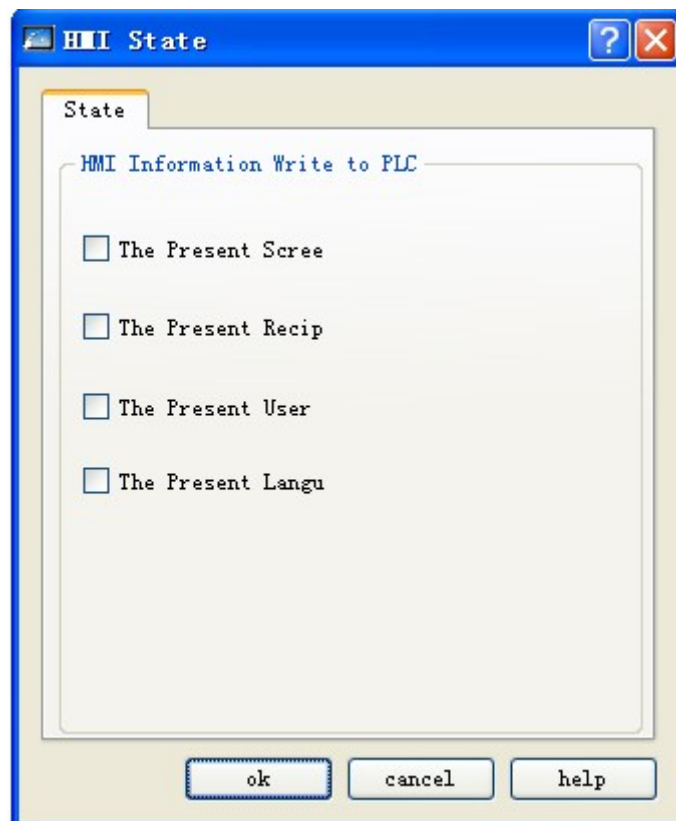 HMI State
State
HMI Information Write to PLC
The Present Scree
The Present Recip
The Present User
The Present Langu
ok cancel help